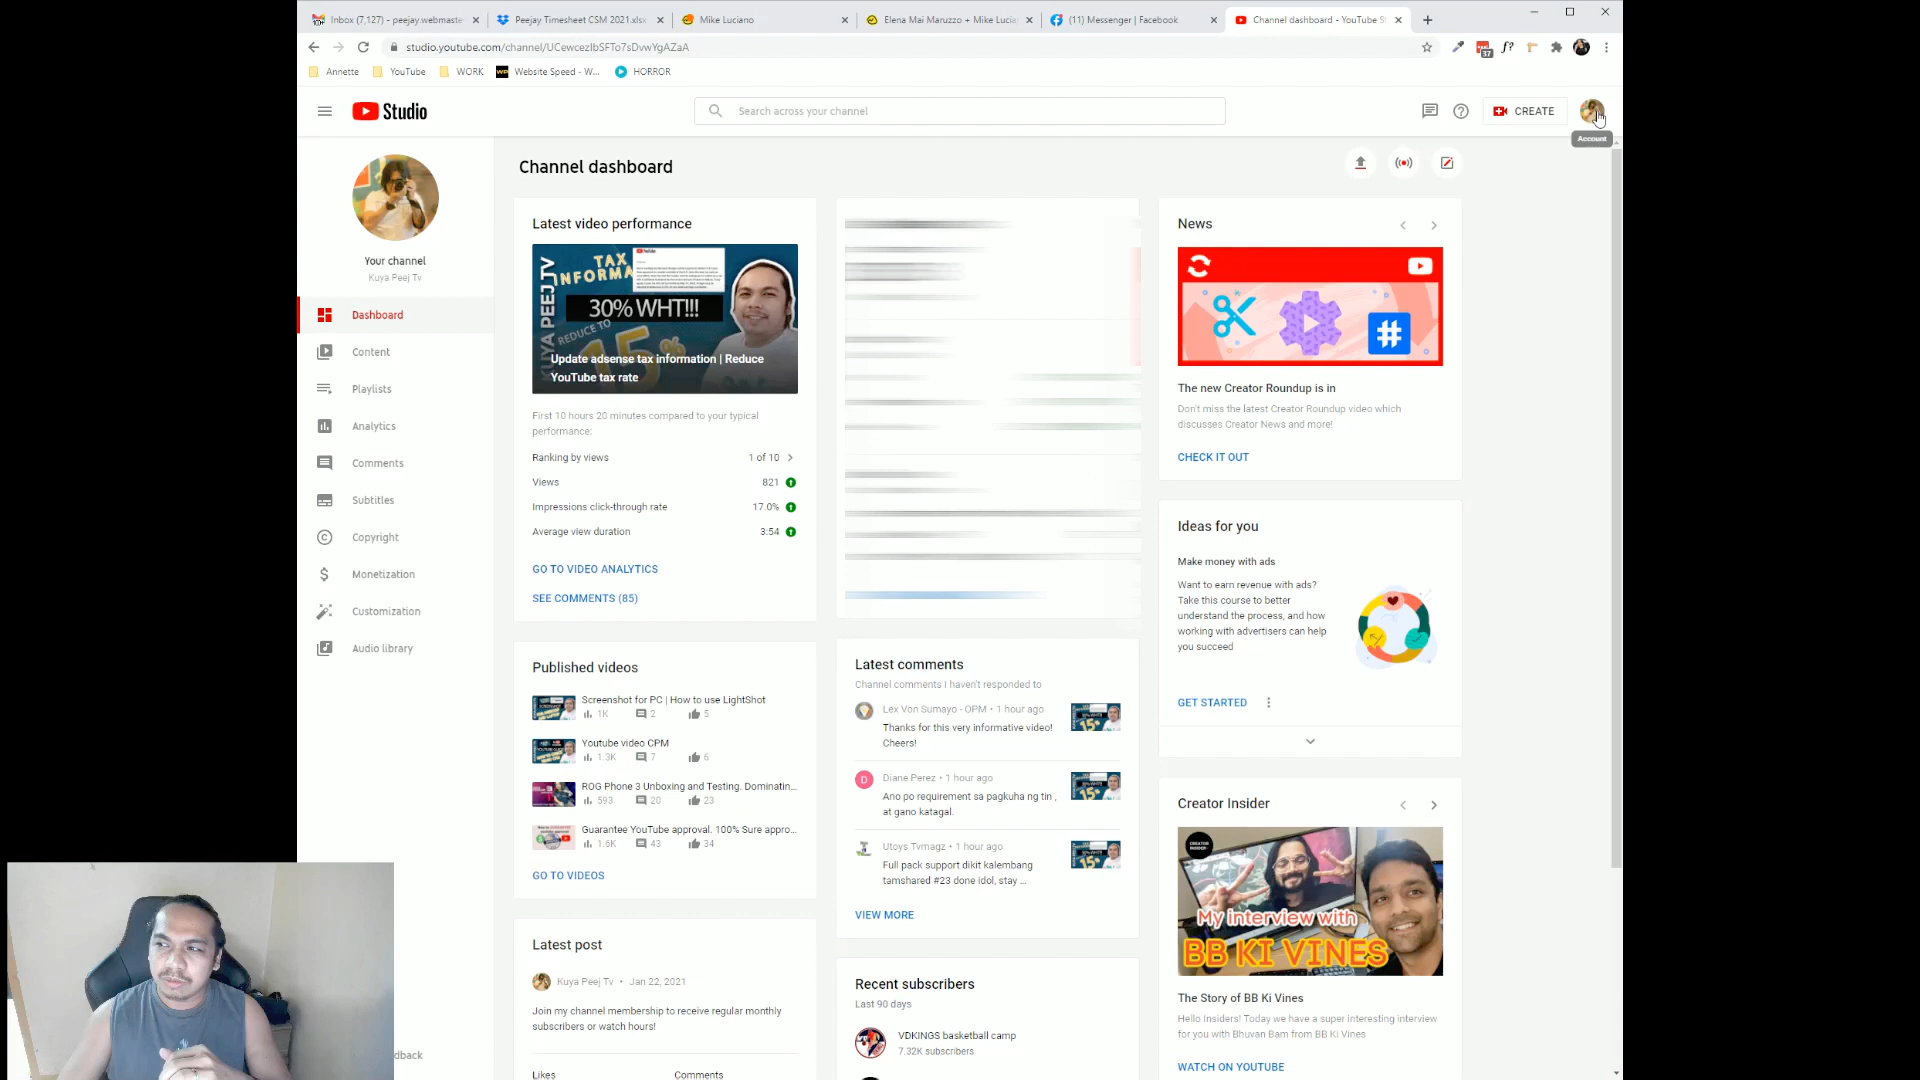 Inbox (7,127) - peejay.webmaste
Peejay Timesheet CSM 2021.xlsx
Mike Luciano
Elena Mai Maruzzo + Mike Lucia
(11) Messenger | Facebook
Channel dashboard - YouTube S
studio.youtube.com/channel/UCewcezIbSFTo7sDvwYgAZaA
37
f?
Annette
YouTube
WORK
Website Speed - W...
HORROR
Studio
Search across your channel
CREATE
Account
Your channel
Kuya Peej Tv
Dashboard
Content
Playlists
Analytics
Comments
Subtitles
Copyright
Monetization
Customization
Audio library
dback
Channel dashboard
Latest video performance
KUYA PEEJ TV
TAX
INFORMA
30% WHT!!!
REDUCE TO
15%
Update adsense tax information | Reduce
YouTube tax rate
First 10 hours 20 minutes compared to your typical
performance:
Ranking by views 1 of 10
Views 821
Impressions click-through rate 17.0%
Average view duration 3:54
GO TO VIDEO ANALYTICS
SEE COMMENTS (85)
Published videos
Screenshot for PC | How to use LightShot
1K 2 5
Youtube video CPM
1.3K 7 6
ROG Phone 3 Unboxing and Testing. Dominatin...
593 20 23
Guarantee YouTube approval. 100% Sure appro...
1.6K 43 34
GO TO VIDEOS
Latest post
Kuya Peej Tv • Jan 22, 2021
Join my channel membership to receive regular monthly
subscribers or watch hours!
Likes Comments
Latest comments
Channel comments I haven't responded to
Lex Von Sumayo - OPM • 1 hour ago
Thanks for this very informative video!
Cheers!
D
Diane Perez • 1 hour ago
Ano po requirement sa pagkuha ng tin ,
at gano katagal.
Utoys Tvmagz • 1 hour ago
Full pack support dikit kalembang
tamshared #23 done idol, stay ...
VIEW MORE
Recent subscribers
Last 90 days
VDKINGS basketball camp
7.32K subscribers
News
#
The new Creator Roundup is in
Don't miss the latest Creator Roundup video which
discusses Creator News and more!
CHECK IT OUT
Ideas for you
Make money with ads
Want to earn revenue with ads?
Take this course to better
understand the process, and how
working with advertisers can help
you succeed
GET STARTED
Creator Insider
CREATOR
INSIDER
My interview with
BB KI VINES
The Story of BB Ki Vines
Hello Insiders! Today we have a super interesting interview
for you with Bhuvan Bam from BB Ki Vines
WATCH ON YOUTUBE